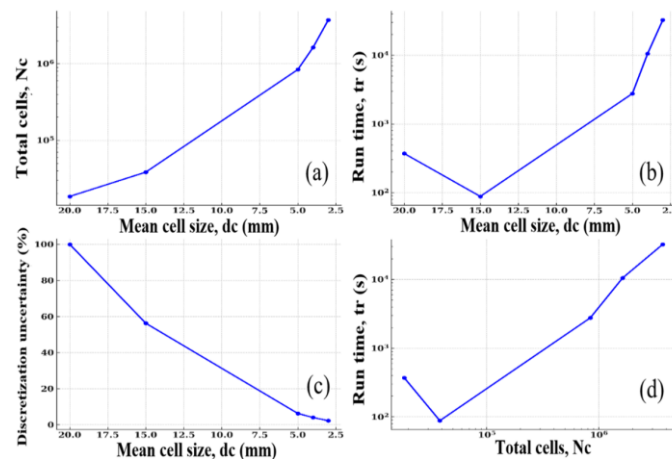 Total cells, Nc
10⁶
10⁵
(a)
20.0 17.5 15.0 12.5 10.0 7.5 5.0 2.5
Mean cell size, dc (mm)
Run time, tr (s)
10⁴
10³
10²
(b)
20.0 17.5 15.0 12.5 10.0 7.5 5.0 2.5
Mean cell size, dc (mm)
Discretization uncertainty (%)
100
80
60
40
20
0
(c)
20.0 17.5 15.0 12.5 10.0 7.5 5.0 2.5
Mean cell size, dc (mm)
Run time, tr (s)
10⁴
10³
10²
(d)
10⁵ 10⁶
Total cells, Nc